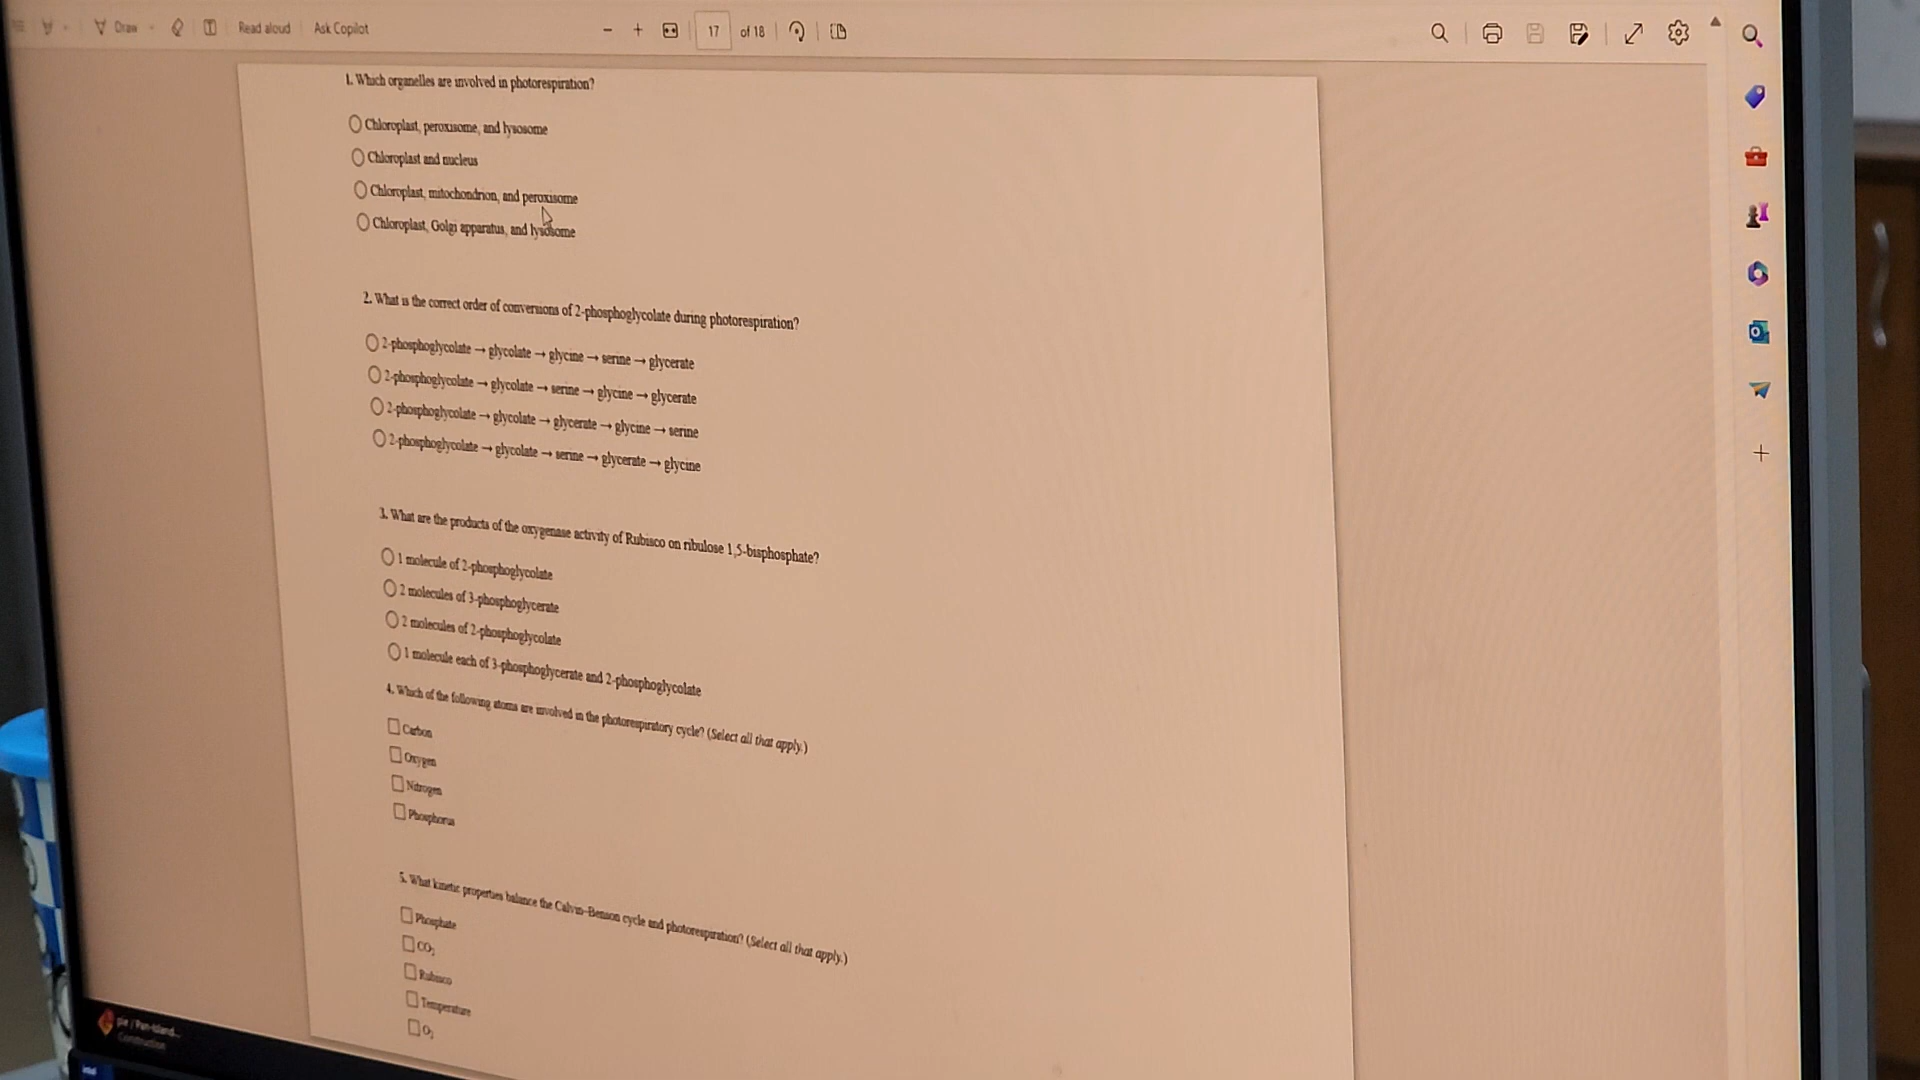 Draw
Read aloud
Ask Copilot
17 of 18
1. Which organelles are involved in photorespiration?
Chloroplast, peroxisome, and lysosome
Chloroplast and nucleus
Chloroplast, mitochondrion, and peroxisome
Chloroplast, Golgi apparatus, and lysosome
2. What is the correct order of conversions of 2-phosphoglycolate during photorespiration?
2-phosphoglycolate → glycolate → glycine → serine → glycerate
2-phosphoglycolate → glycolate → serine → glycine → glycerate
2-phosphoglycolate → glycolate → glycerate → glycine → serine
2-phosphoglycolate → glycolate → serine → glycerate → glycine
3. What are the products of the oxygenase activity of Rubisco on ribulose 1,5-bisphosphate?
1 molecule of 2-phosphoglycolate
2 molecules of 3-phosphoglycerate
2 molecules of 2-phosphoglycolate
1 molecule each of 3-phosphoglycerate and 2-phosphoglycolate
4. Which of the following atoms are involved in the photorespiratory cycle? (Select all that apply.)
Carbon
Oxygen
Nitrogen
Phosphorus
5. What kinetic properties balance the Calvin–Benson cycle and photorespiration? (Select all that apply.)
Phosphate
CO₂
Rubisco
Temperature
O₂
pie / Pan-Island...
Construction
intel